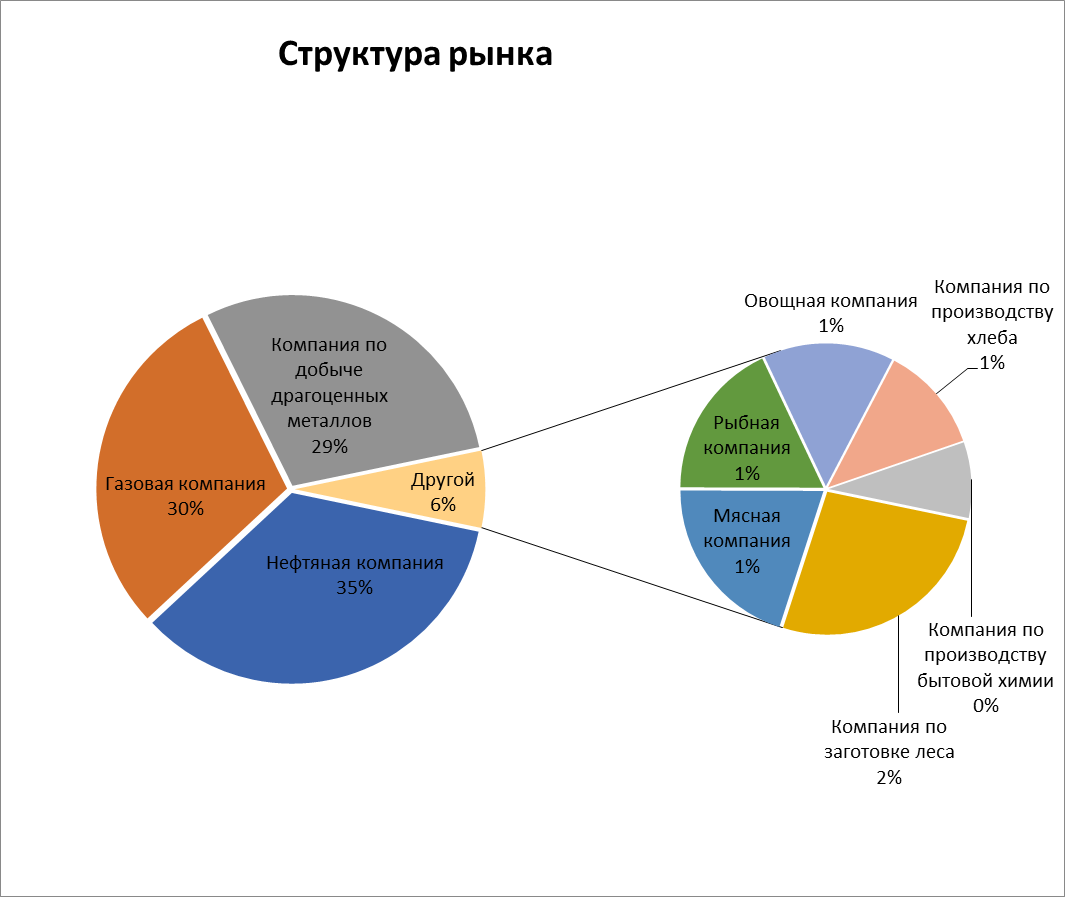 Структура рынка
Компания по
добыче
драгоценных
металлов
29%
Газовая компания
30%
Другой
6%
Нефтяная компания
35%
Овощная компания
1%
Компания по
производству
хлеба
1%
Рыбная
компания
1%
Мясная
компания
1%
Компания по
производству
бытовой химии
0%
Компания по
заготовке леса
2%